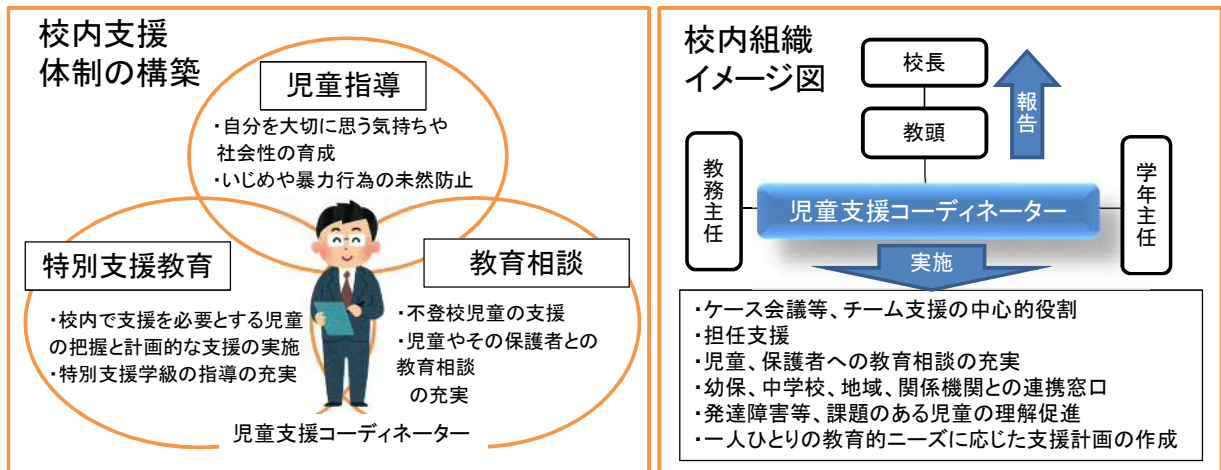 校内支援
体制の構築
児童指導
・自分を大切に思う気持ちや
社会性の育成
・いじめや暴力行為の未然防止
特別支援教育
・校内で支援を必要とする児童
の把握と計画的な支援の実施
・特別支援学級の指導の充実
教育相談
・不登校児童の支援
・児童やその保護者との
教育相談
の充実
児童支援コーディネーター
校内組織
イメージ図
校長
報告
教頭
教務主任
児童支援コーディネーター
学年主任
実施
・ケース会議等、チーム支援の中心的役割
・担任支援
・児童、保護者への教育相談の充実
・幼保、中学校、地域、関係機関との連携窓口
・発達障害等、課題のある児童の理解促進
・一人ひとりの教育的ニーズに応じた支援計画の作成